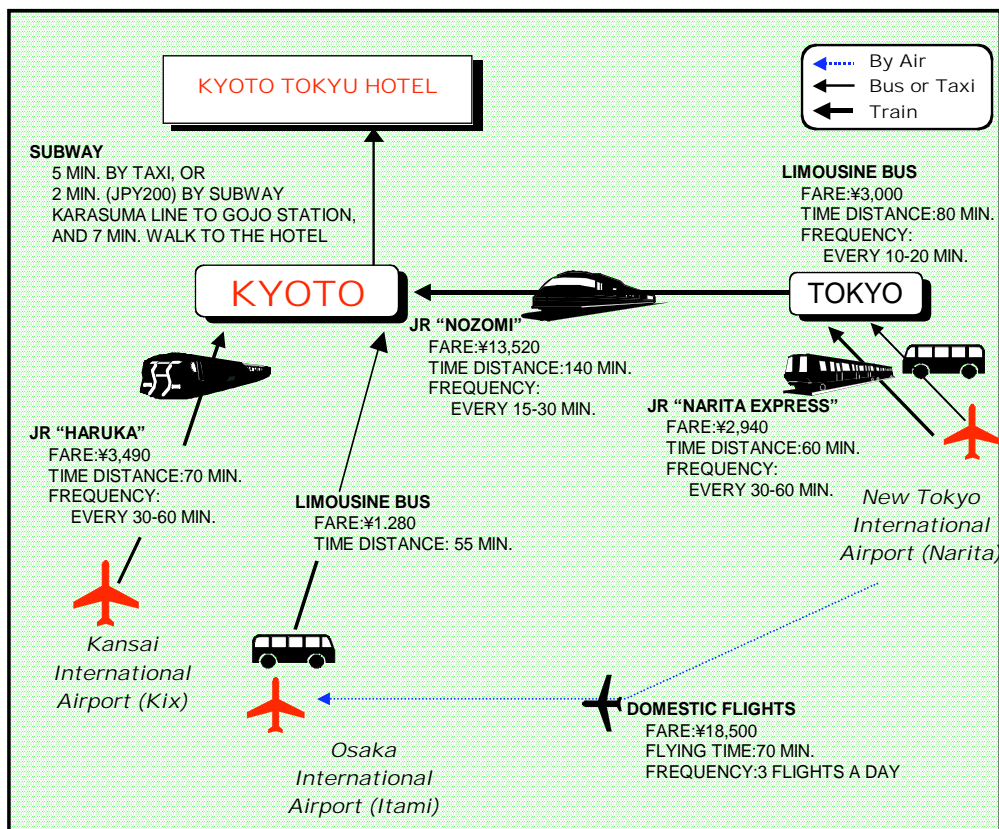 By Air
Bus or Taxi
Train
KYOTO TOKYU HOTEL
SUBWAY
5 MIN. BY TAXI, OR
2 MIN. (JPY200) BY SUBWAY
KARASUMA LINE TO GOJO STATION,
AND 7 MIN. WALK TO THE HOTEL
LIMOUSINE BUS
FARE:¥3,000
TIME DISTANCE:80 MIN.
FREQUENCY:
EVERY 10-20 MIN.
KYOTO
TOKYO
JR “NOZOMI”
FARE:¥13,520
TIME DISTANCE:140 MIN.
FREQUENCY:
EVERY 15-30 MIN.
JR “NARITA EXPRESS”
FARE:¥2,940
TIME DISTANCE:60 MIN.
FREQUENCY:
EVERY 30-60 MIN.
JR “HARUKA”
FARE:¥3,490
TIME DISTANCE:70 MIN.
FREQUENCY:
EVERY 30-60 MIN.
LIMOUSINE BUS
FARE:¥1.280
TIME DISTANCE: 55 MIN.
New Tokyo
International
Airport (Narita)
Kansai
International
Airport (Kix)
Osaka
International
Airport (Itami)
DOMESTIC FLIGHTS
FARE:¥18,500
FLYING TIME:70 MIN.
FREQUENCY:3 FLIGHTS A DAY